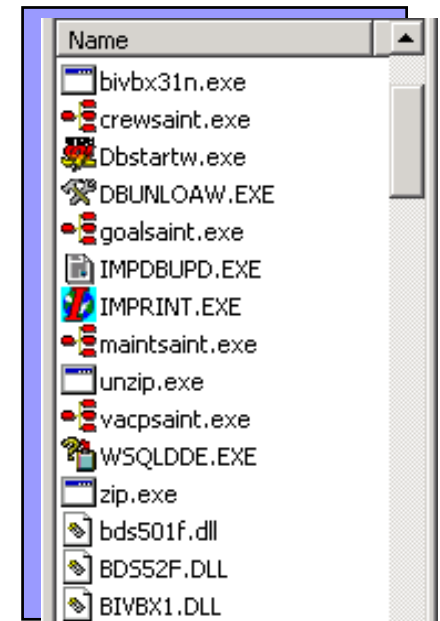 Name
bivbx31n.exe
crewsaint.exe
Dbstartw.exe
DBUNLOAW.EXE
goalsaint.exe
IMPDBUPD.EXE
IMPRINT.EXE
maintsaint.exe
unzip.exe
vacpsaint.exe
WSQLDDE.EXE
zip.exe
bds501f.dll
BDS52F.DLL
BIVBX1.DLL